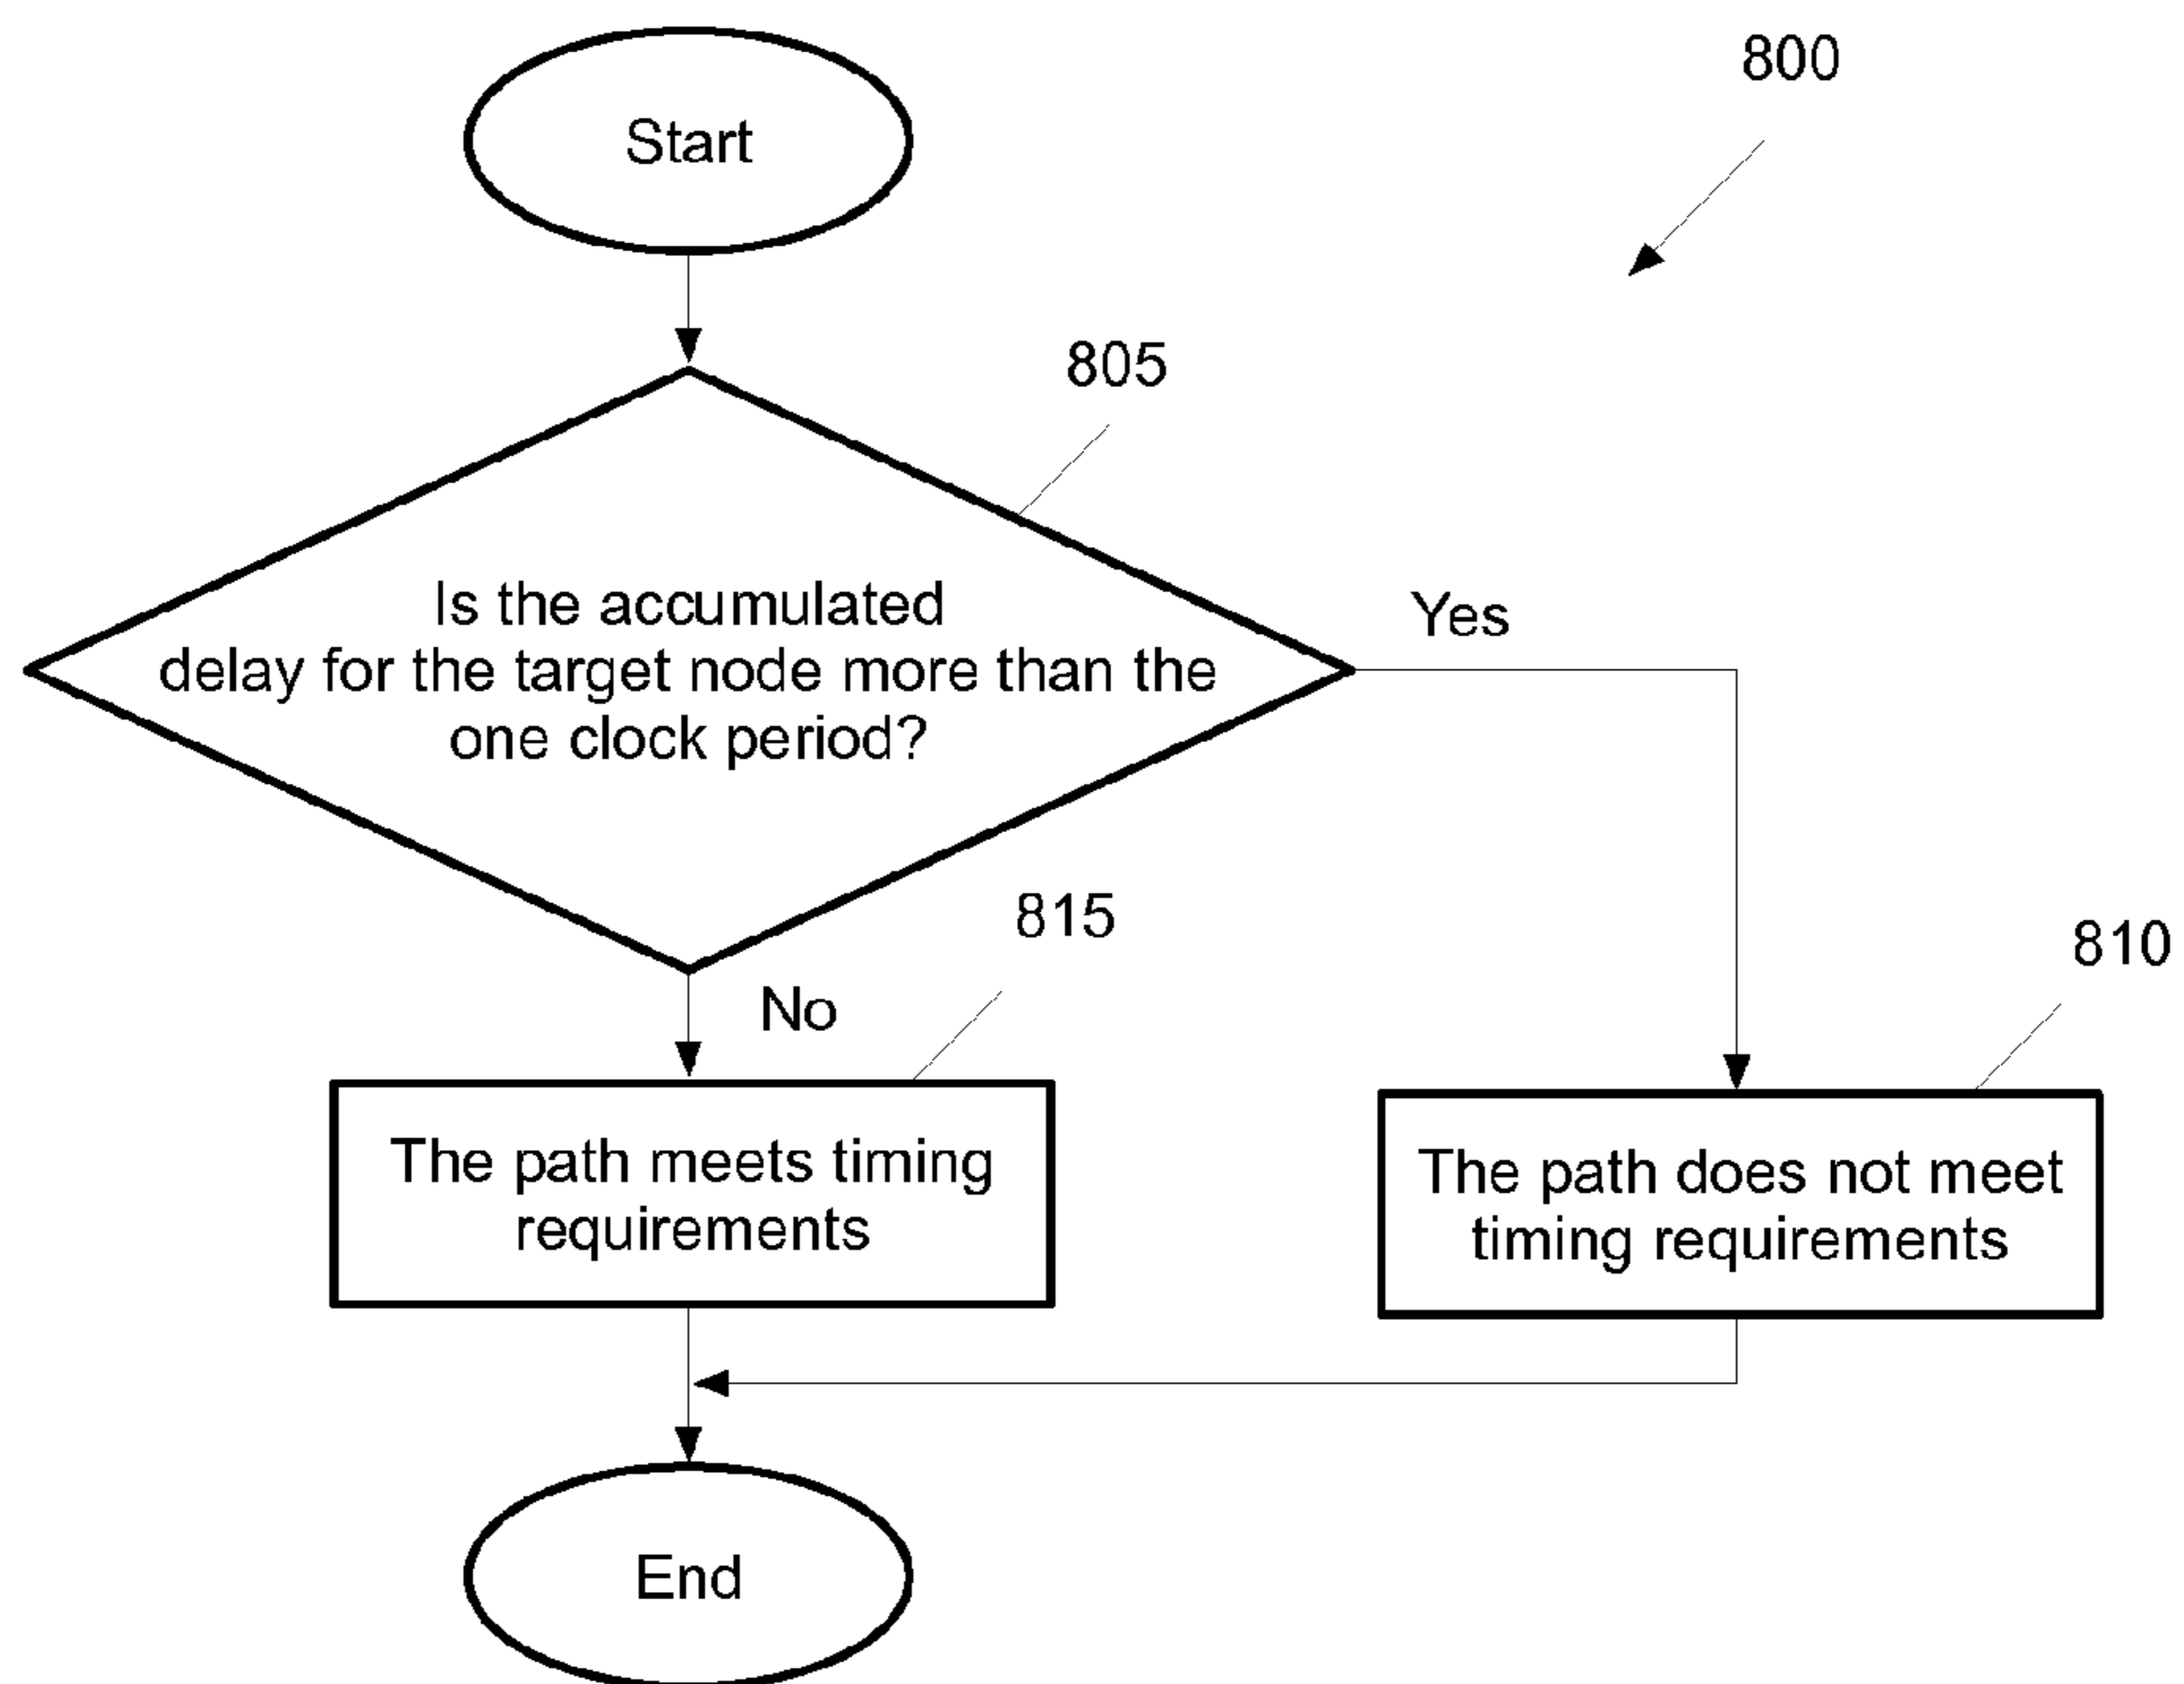 800
Start
805
Is the accumulated
delay for the target node more than the
one clock period?
Yes
815
810
No
The path meets timing
requirements
The path does not meet
timing requirements
End